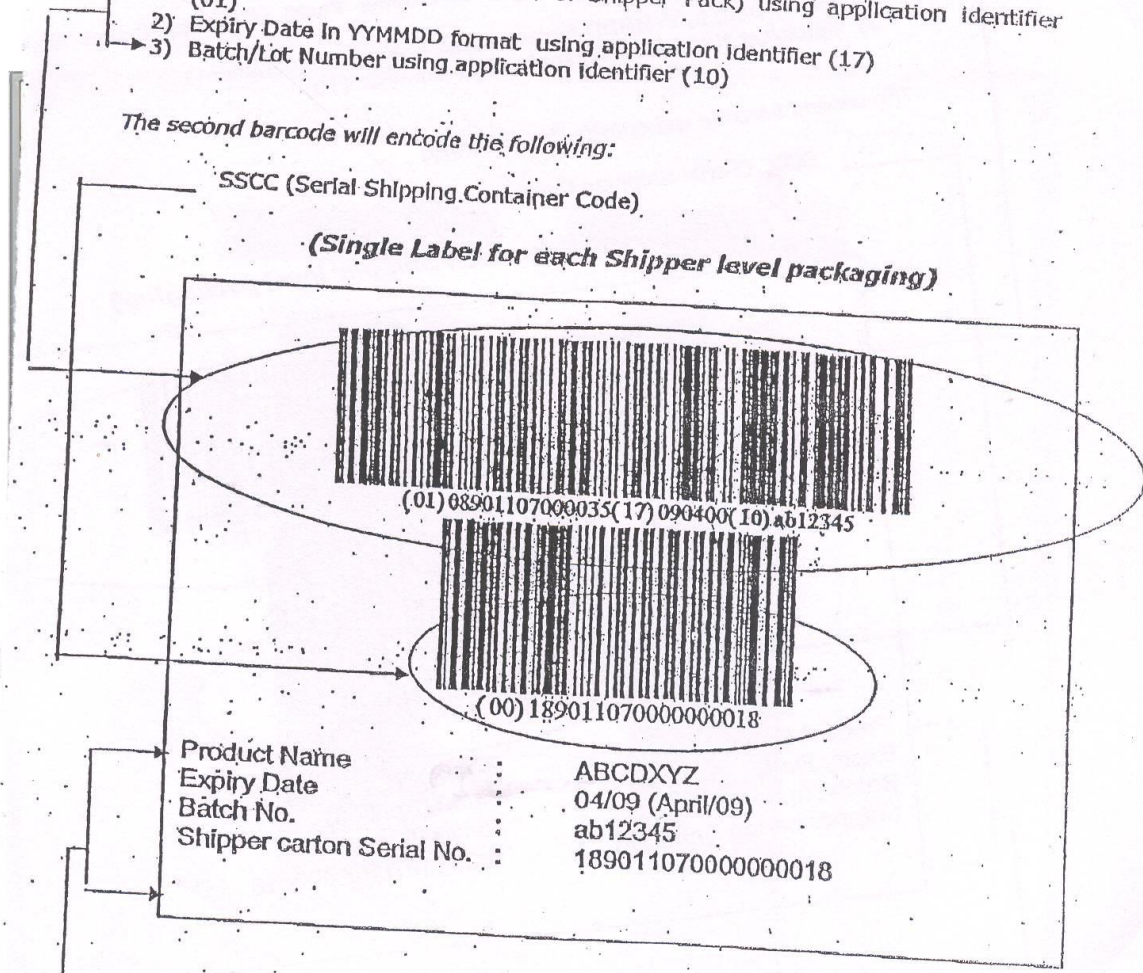 Shipper Pack) using application identifier
(01)
2) Expiry Date in YYMMDD format using application identifier (17)
3) Batch/Lot Number using application identifier (10)
The second barcode will encode the following:
SSCC (Serial Shipping Container Code)
(Single Label for each Shipper level packaging)
(01)08901107000035(17)090400(10)ab12345
(00)189011070000000018
Product Name : ABCDXYZ
Expiry Date : 04/09 (April/09)
Batch No. : ab12345
Shipper carton Serial No. : 189011070000000018